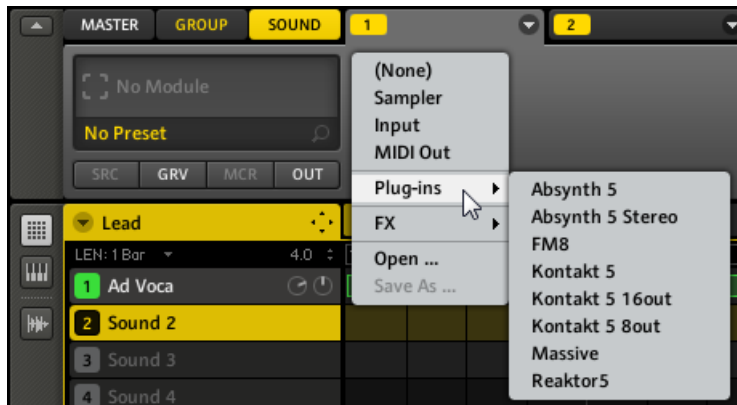 MASTER GROUP SOUND 1 2
No Module
No Preset
SRC GRV MCR OUT
(None)
Sampler
Input
MIDI Out
Plug-ins
FX
Open ...
Save As ...
Absynth 5
Absynth 5 Stereo
FM8
Kontakt 5
Kontakt 5 16out
Kontakt 5 8out
Massive
Reaktor5
Lead
LEN: 1 Bar 4.0
1 Ad Voca
2 Sound 2
3 Sound 3
4 Sound 4